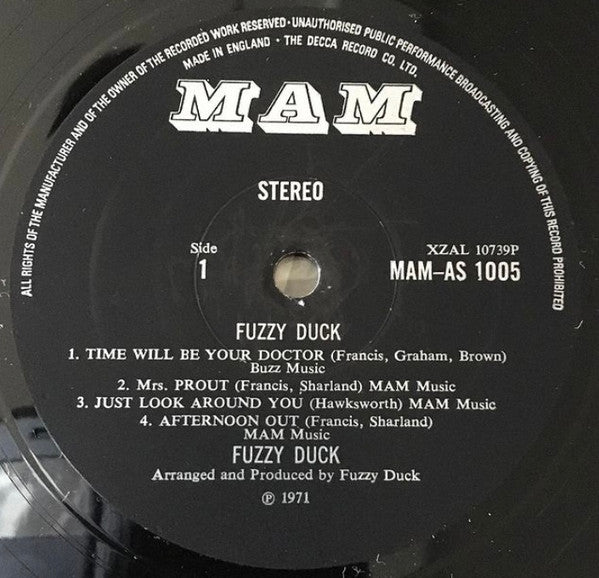 ALL RIGHTS OF THE MANUFACTURER AND OF THE OWNER OF THE RECORDED WORK RESERVED · UNAUTHORISED PUBLIC PERFORMANCE BROADCASTING AND COPYING OF THIS RECORD PROHIBITED
MADE IN ENGLAND · THE DECCA RECORD CO. LTD.
MAM
STEREO
Side
1
XZAL 10739P
MAM-AS 1005
FUZZY DUCK
1. TIME WILL BE YOUR DOCTOR (Francis, Graham, Brown)
Buzz Music
2. Mrs. PROUT (Francis, Sharland) MAM Music
3. JUST LOOK AROUND YOU (Hawksworth) MAM Music
4. AFTERNOON OUT (Francis, Sharland)
MAM Music
FUZZY DUCK
Arranged and Produced by Fuzzy Duck
℗ 1971